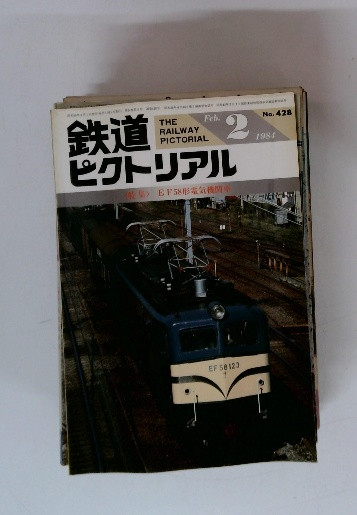 鉄道
ピクトリアル
THE
RAILWAY
PICTORIAL
Feb. 2 1984
No. 428
特集 EF58形電気機関車
EF58123